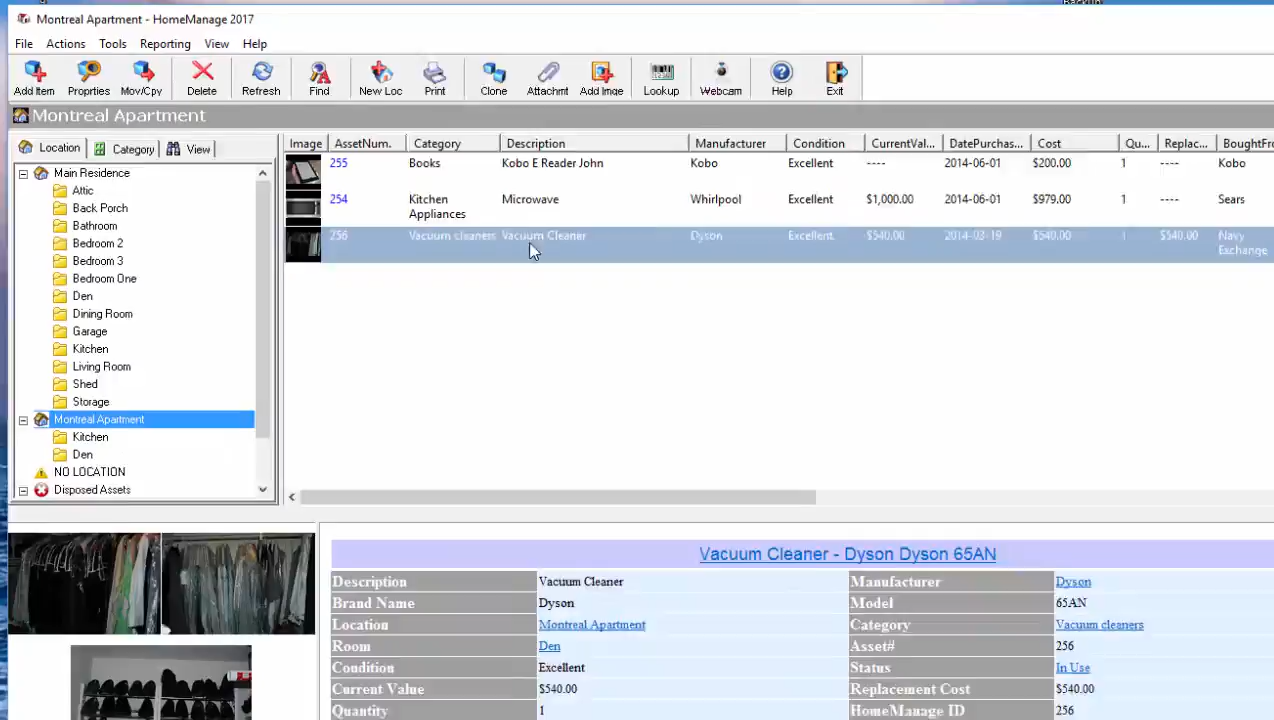 Montreal Apartment - HomeManage 2017
File Actions Tools Reporting View Help
Add Item Properties Mov/Cpy Delete Refresh Find New Loc Print Clone Attachmt Add Imge Lookup Webcam Help Exit
Montreal Apartment
Location Category View
Image AssetNum. Category Description Manufacturer Condition CurrentVal... DatePurchas... Cost Qu... Replac... BoughtFr
255 Books Kobo E Reader John Kobo Excellent ---- 2014-06-01 $200.00 1 ---- Kobo
254 Kitchen Appliances Microwave Whirlpool Excellent $1,000.00 2014-06-01 $979.00 1 ---- Sears
256 Vacuum cleaners Vacuum Cleaner Dyson Excellent $540.00 2014-03-19 $540.00 1 $540.00 Navy Exchange
Main Residence
Attic
Back Porch
Bathroom
Bedroom 2
Bedroom 3
Bedroom One
Den
Dining Room
Garage
Kitchen
Living Room
Shed
Storage
Montreal Apartment
Kitchen
Den
NO LOCATION
Disposed Assets
Vacuum Cleaner - Dyson Dyson 65AN
Description Vacuum Cleaner Manufacturer Dyson
Brand Name Dyson Model 65AN
Location Montreal Apartment Category Vacuum cleaners
Room Den Asset# 256
Condition Excellent Status In Use
Current Value $540.00 Replacement Cost $540.00
Quantity 1 HomeManage ID 256